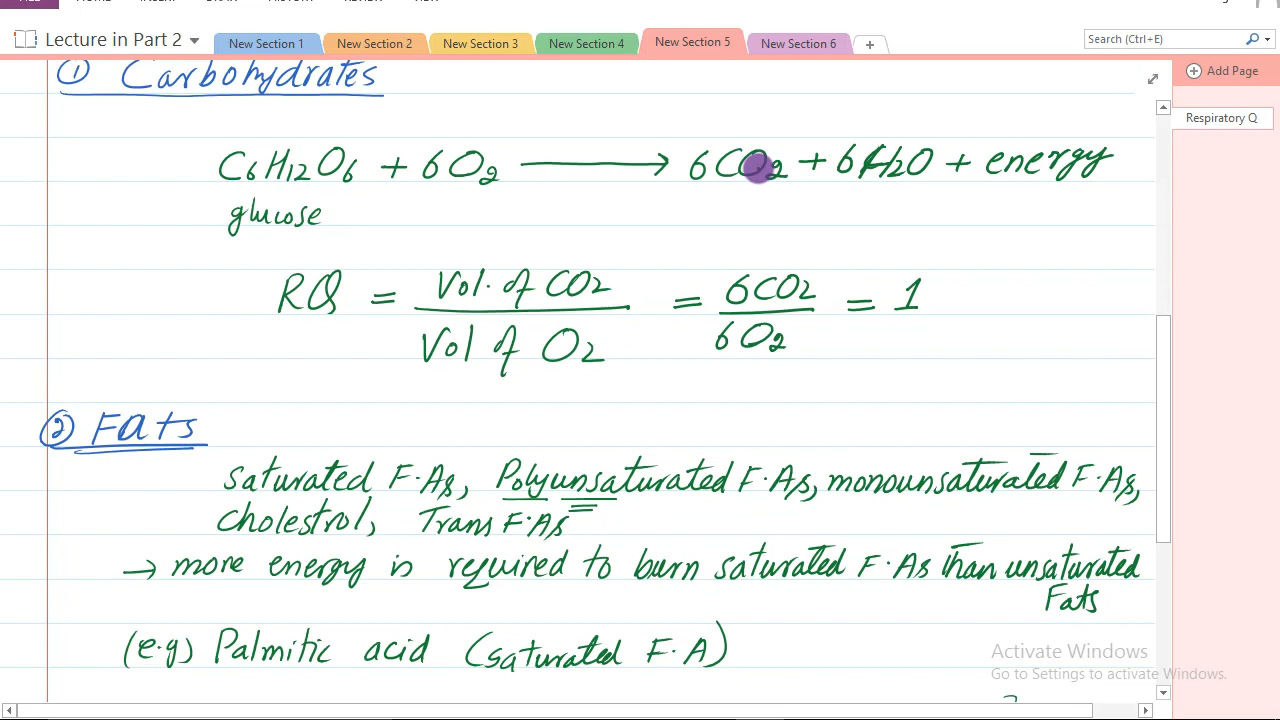 Lecture in Part 2
New Section 1
New Section 2
New Section 3
New Section 4
New Section 5
New Section 6
Search (Ctrl+E)
Add Page
Respiratory Q
① Carbohydrates
C6H12O6 + 6O2 → 6CO2 + 6H2O + energy
glucose
RQ = Vol. of CO2 / Vol of O2 = 6CO2 / 6O2 = 1
② Fats
saturated F.As, Polyunsaturated F.As, monounsaturated F.As,
cholestrol, Trans F.As
→ more energy is required to burn saturated F.As than unsaturated
Fats
(e.g) Palmitic acid (saturated F.A)
Activate Windows
Go to Settings to activate Windows.